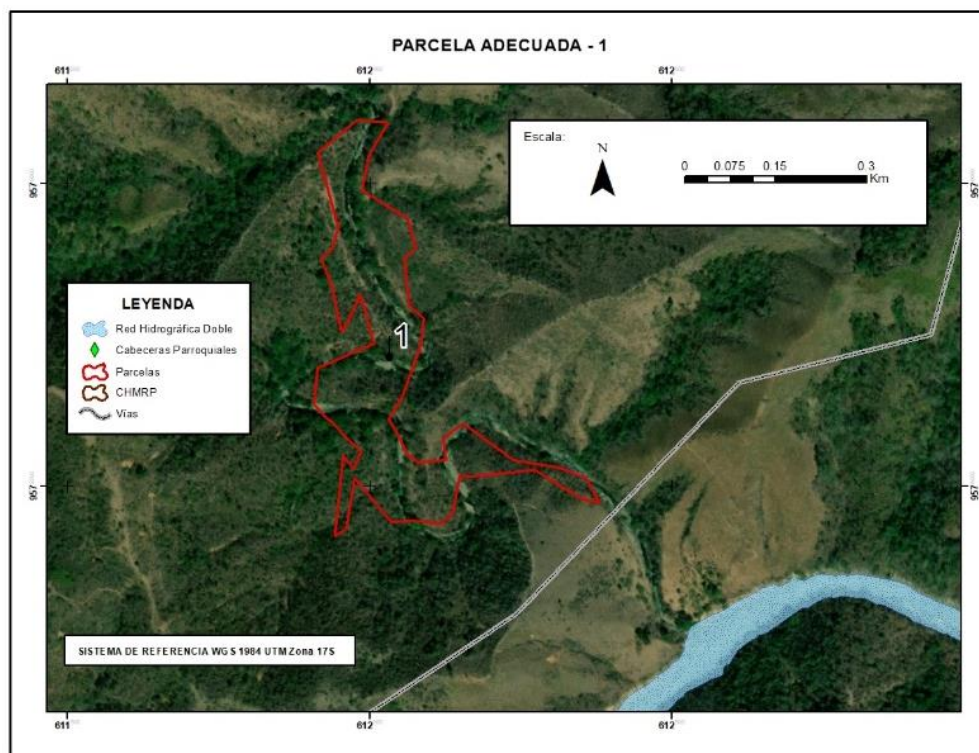 PARCELA ADECUADA - 1
611 612 612
Escala:
N
0 0.075 0.15 0.3
Km
957 957
LEYENDA
Red Hidrográfica Doble
Cabeceras Parroquiales
Parcelas
CHMRP
Vías
1
957 957
SISTEMA DE REFERENCIA WGS 1984 UTM Zona 17S
611 612 612